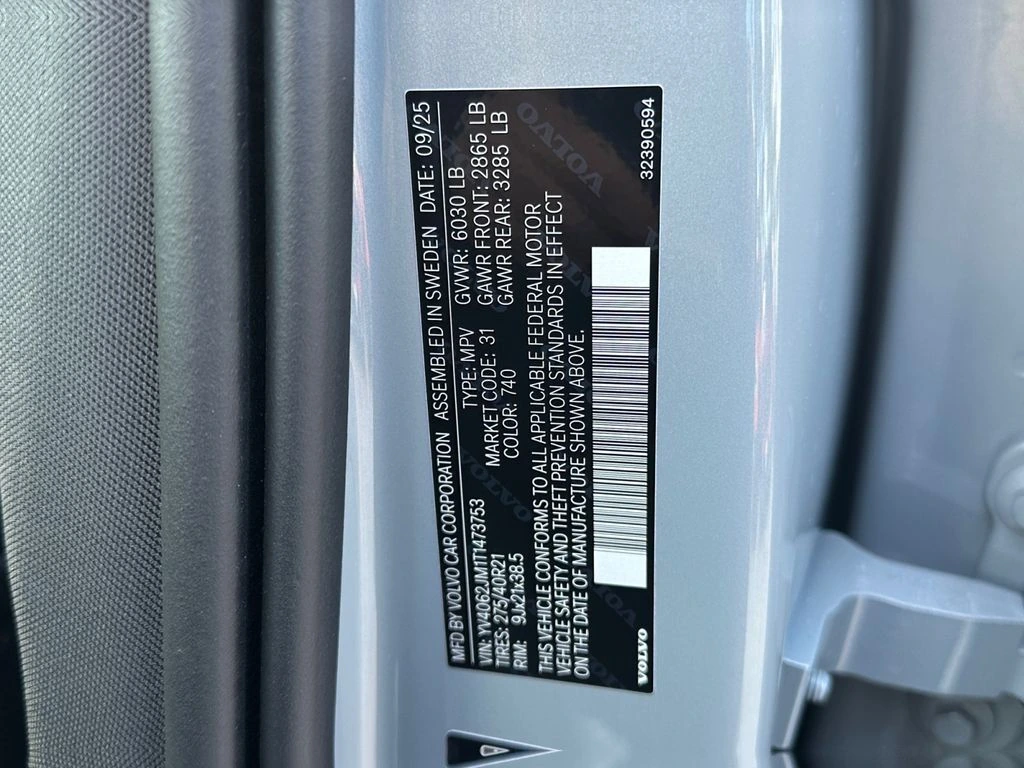 MFD BY VOLVO CAR CORPORATION ASSEMBLED IN SWEDEN DATE: 09/25
VIN: YV4062JM1T1473753 TYPE: MPV GVWR: 6030 LB
TIRES: 275/40R21 MARKET CODE: 31 GAWR FRONT: 2865 LB
RIM: 9Jx21x38.5 COLOR: 740 GAWR REAR: 3285 LB
THIS VEHICLE CONFORMS TO ALL APPLICABLE FEDERAL MOTOR
VEHICLE SAFETY AND THEFT PREVENTION STANDARDS IN EFFECT
ON THE DATE OF MANUFACTURE SHOWN ABOVE.
VOLVO 32390594